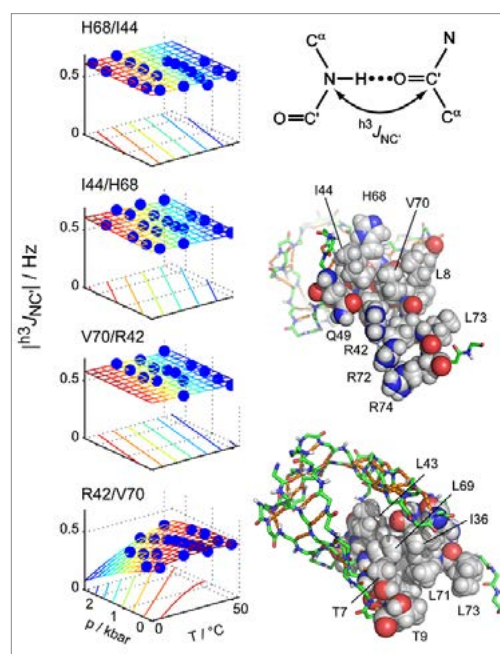 H68/I44
0.5
0
I44/H68
0.5
0
V70/R42
0.5
0
R42/V70
0.5
0
|ʰ³J_NC'| / Hz
2
1
0
p / kbar
0
50
T / °C
Cα
N
N H O C'
O C'
Cα
ʰ³J_NC'
I44
H68
V70
L8
L73
Q49
R42
R72
R74
L43
L69
I36
T7
L71
L73
T9